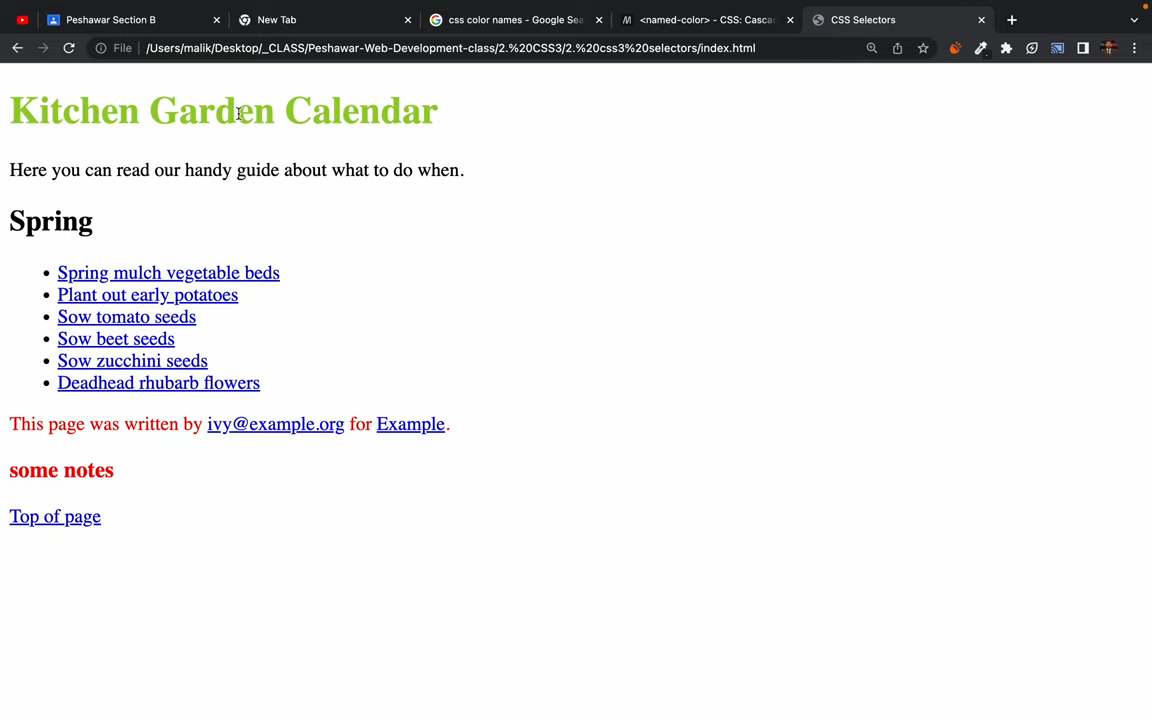 Peshawar Section B
New Tab
css color names - Google Sea
<named-color> - CSS: Casca
CSS Selectors
File
/Users/malik/Desktop/_CLASS/Peshawar-Web-Development-class/2.%20CSS3/2.%20css3%20selectors/index.html
Kitchen Garden Calendar
Here you can read our handy guide about what to do when.
Spring
Spring mulch vegetable beds
Plant out early potatoes
Sow tomato seeds
Sow beet seeds
Sow zucchini seeds
Deadhead rhubarb flowers
This page was written by ivy@example.org for Example.
some notes
Top of page